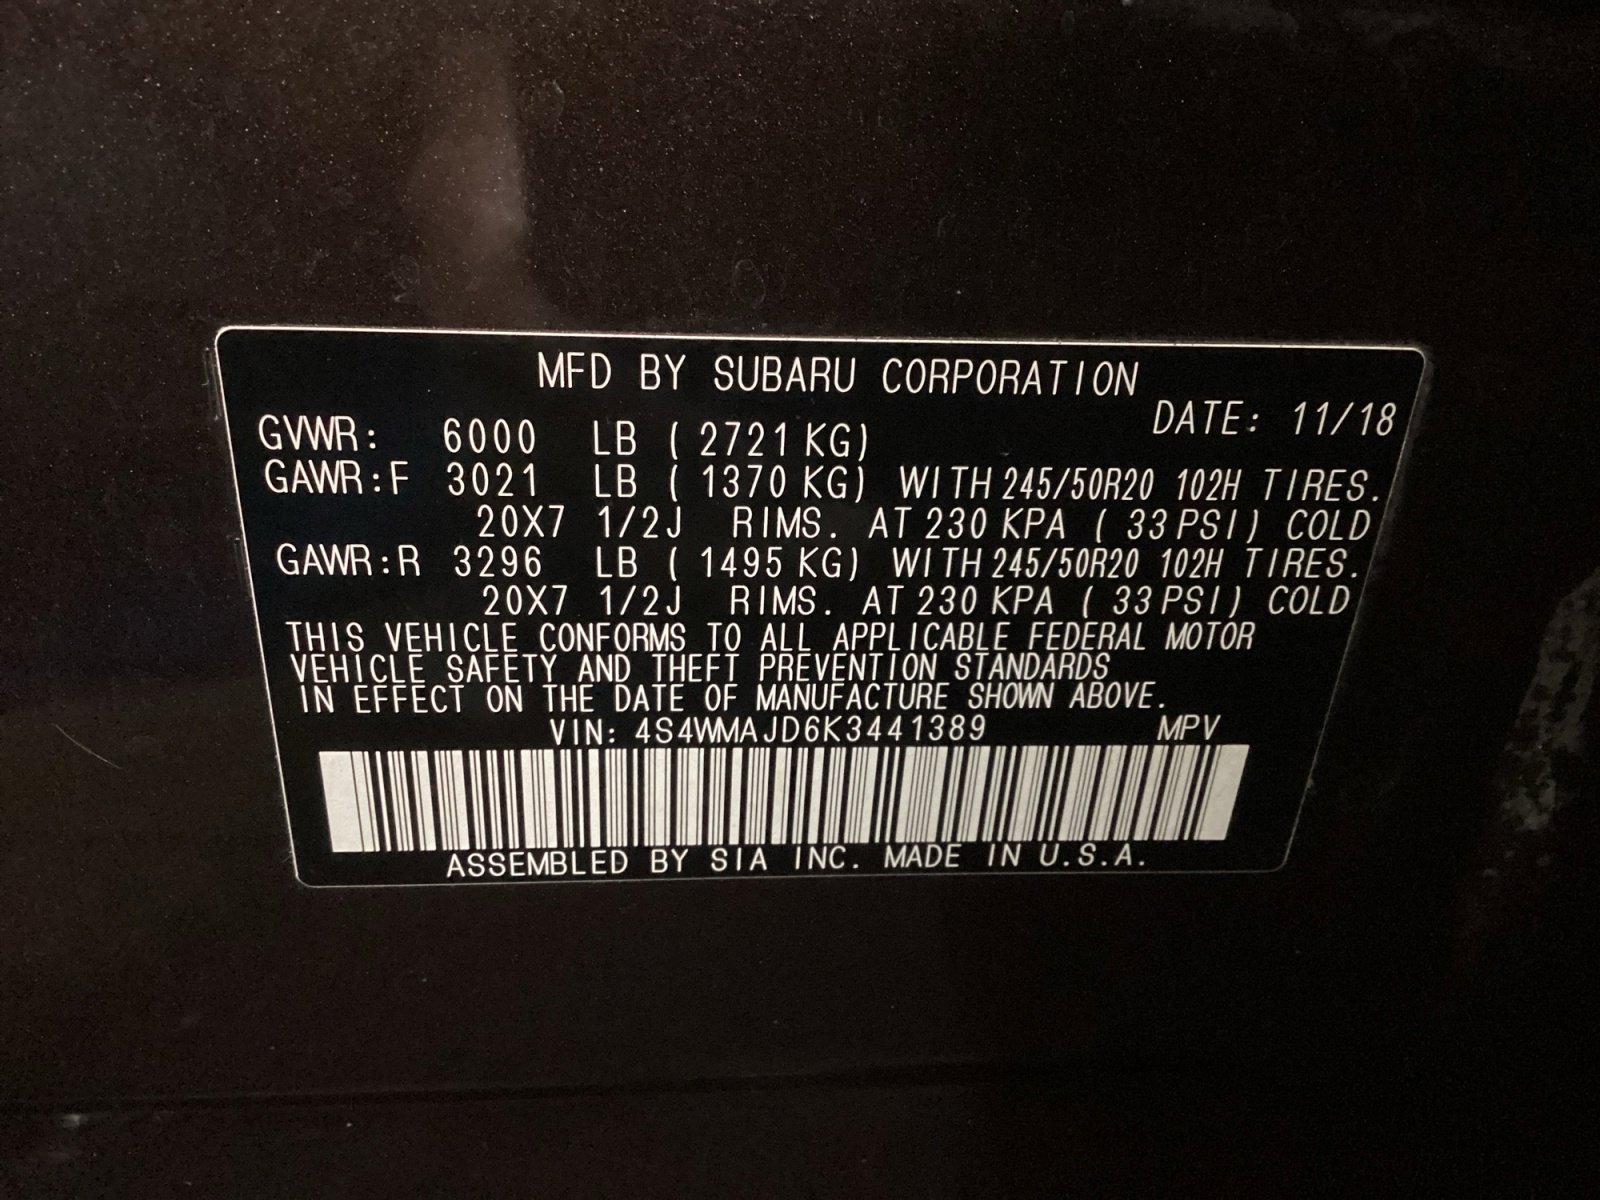 MFD BY SUBARU CORPORATION
DATE: 11/18
GVWR: 6000 LB ( 2721 KG)
GAWR:F 3021 LB ( 1370 KG) WITH 245/50R20 102H TIRES.
20X7 1/2J RIMS. AT 230 KPA ( 33 PSI) COLD
GAWR:R 3296 LB ( 1495 KG) WITH 245/50R20 102H TIRES.
20X7 1/2J RIMS. AT 230 KPA ( 33 PSI) COLD
THIS VEHICLE CONFORMS TO ALL APPLICABLE FEDERAL MOTOR
VEHICLE SAFETY AND THEFT PREVENTION STANDARDS
IN EFFECT ON THE DATE OF MANUFACTURE SHOWN ABOVE.
VIN: 4S4WMAJD6K3441389 MPV
ASSEMBLED BY SIA INC. MADE IN U.S.A.